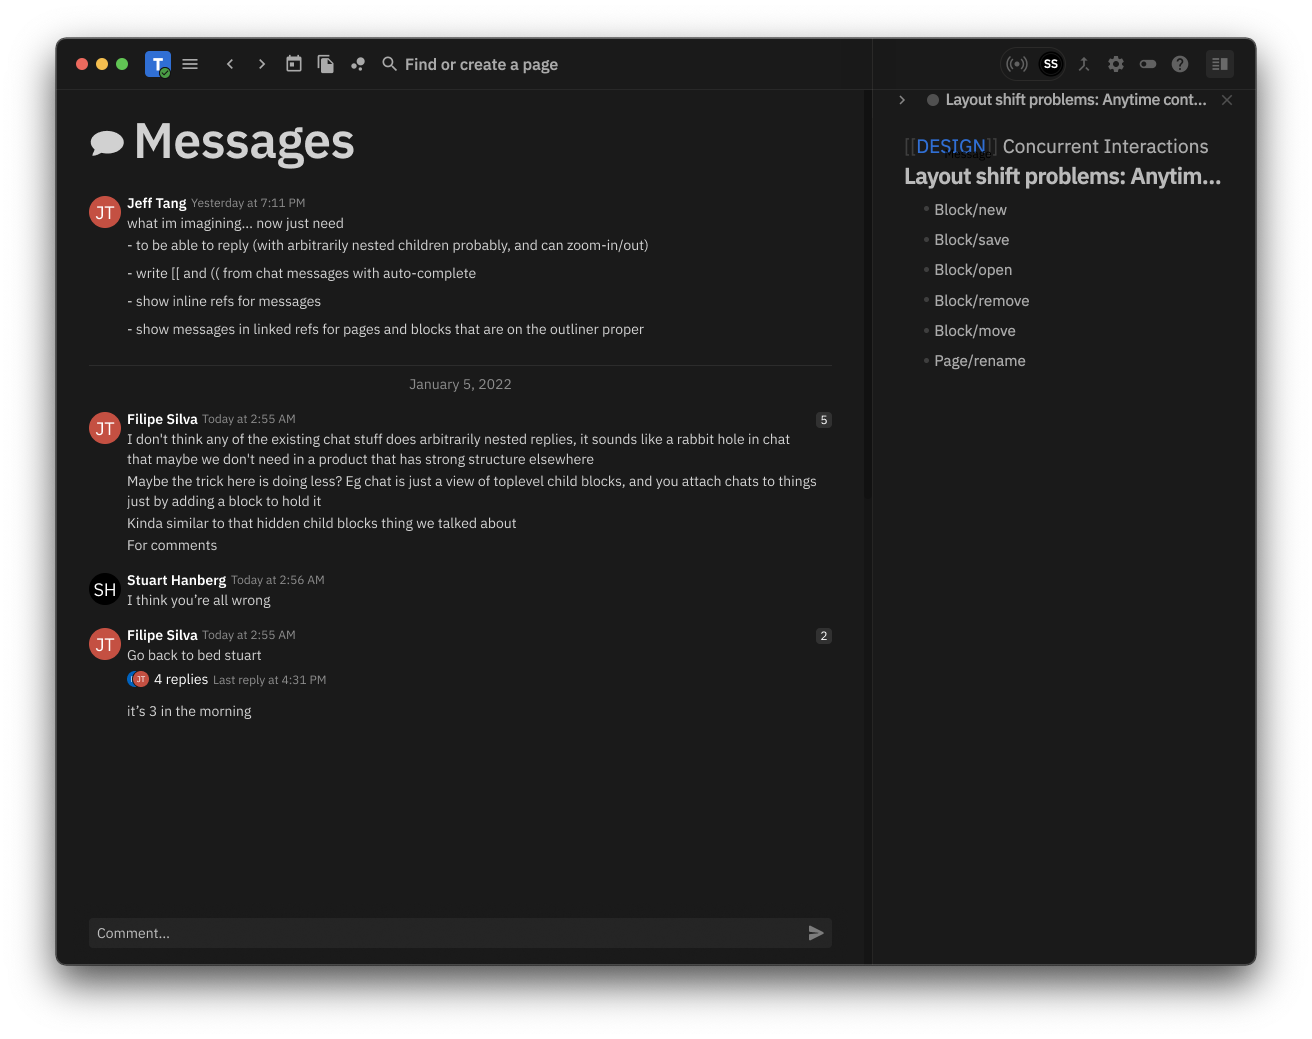 T
Find or create a page
SS
Messages
JT
Jeff Tang Yesterday at 7:11 PM
what im imagining... now just need
- to be able to reply (with arbitrarily nested children probably, and can zoom-in/out)
- write [[ and (( from chat messages with auto-complete
- show inline refs for messages
- show messages in linked refs for pages and blocks that are on the outliner proper
January 5, 2022
JT
Filipe Silva Today at 2:55 AM
5
I don't think any of the existing chat stuff does arbitrarily nested replies, it sounds like a rabbit hole in chat
that maybe we don't need in a product that has strong structure elsewhere
Maybe the trick here is doing less? Eg chat is just a view of toplevel child blocks, and you attach chats to things
just by adding a block to hold it
Kinda similar to that hidden child blocks thing we talked about
For comments
SH
Stuart Hanberg Today at 2:56 AM
I think you’re all wrong
JT
Filipe Silva Today at 2:55 AM
2
Go back to bed stuart
JT
4 replies Last reply at 4:31 PM
it’s 3 in the morning
Comment...
Layout shift problems: Anytime cont...
[[DESIGN]] Concurrent Interactions
Message
Layout shift problems: Anytim...
Block/new
Block/save
Block/open
Block/remove
Block/move
Page/rename